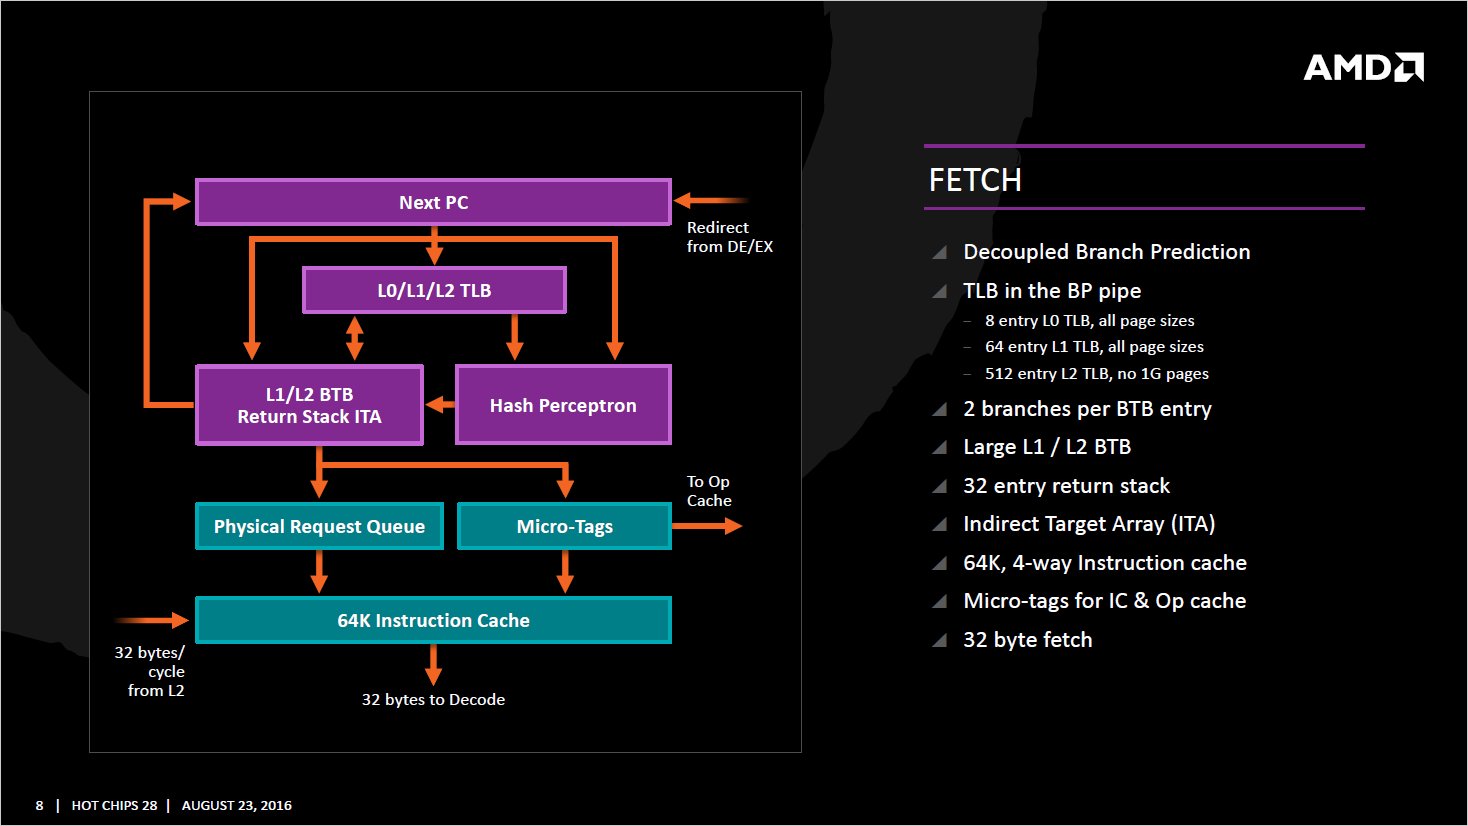 AMD
Next PC
Redirect
from DE/EX
L0/L1/L2 TLB
L1/L2 BTB
Return Stack ITA
Hash Perceptron
To Op
Cache
Physical Request Queue
Micro-Tags
64K Instruction Cache
32 bytes/
cycle
from L2
32 bytes to Decode
FETCH
Decoupled Branch Prediction
TLB in the BP pipe
– 8 entry L0 TLB, all page sizes
– 64 entry L1 TLB, all page sizes
– 512 entry L2 TLB, no 1G pages
2 branches per BTB entry
Large L1 / L2 BTB
32 entry return stack
Indirect Target Array (ITA)
64K, 4-way Instruction cache
Micro-tags for IC & Op cache
32 byte fetch
8 | HOT CHIPS 28 | AUGUST 23, 2016